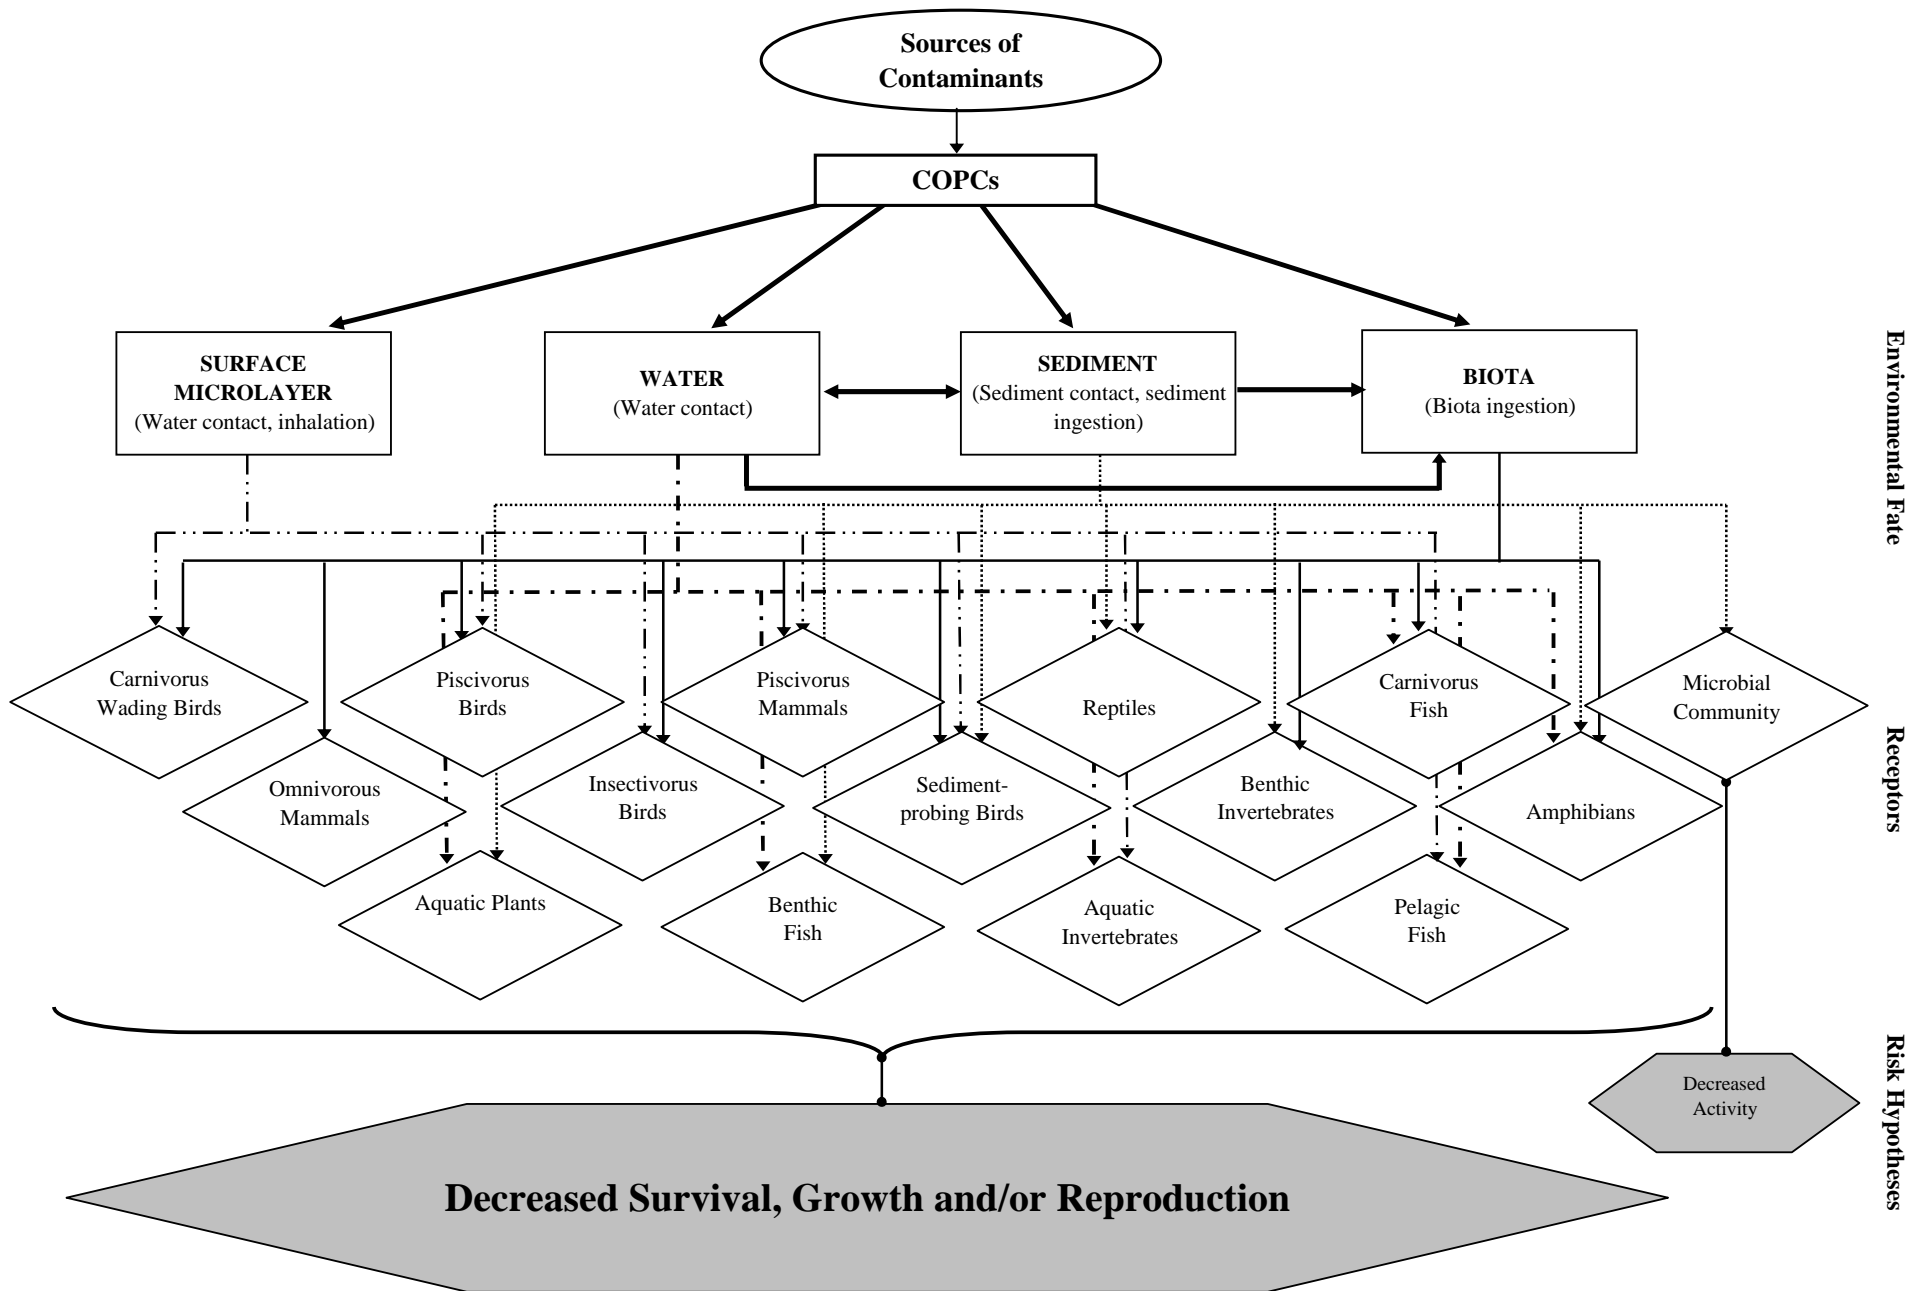 Sources of
Contaminants
COPCs
SURFACE
MICROLAYER
(Water contact, inhalation)
WATER
(Water contact)
SEDIMENT
(Sediment contact, sediment
ingestion)
BIOTA
(Biota ingestion)
Environmental Fate
Carnivorus
Wading Birds
Piscivorus
Birds
Piscivorus
Mammals
Reptiles
Carnivorus
Fish
Microbial
Community
Omnivorous
Mammals
Insectivorus
Birds
Sediment-
probing Birds
Benthic
Invertebrates
Amphibians
Receptors
Aquatic Plants
Benthic
Fish
Aquatic
Invertebrates
Pelagic
Fish
Decreased
Activity
Risk Hypotheses
Decreased Survival, Growth and/or Reproduction